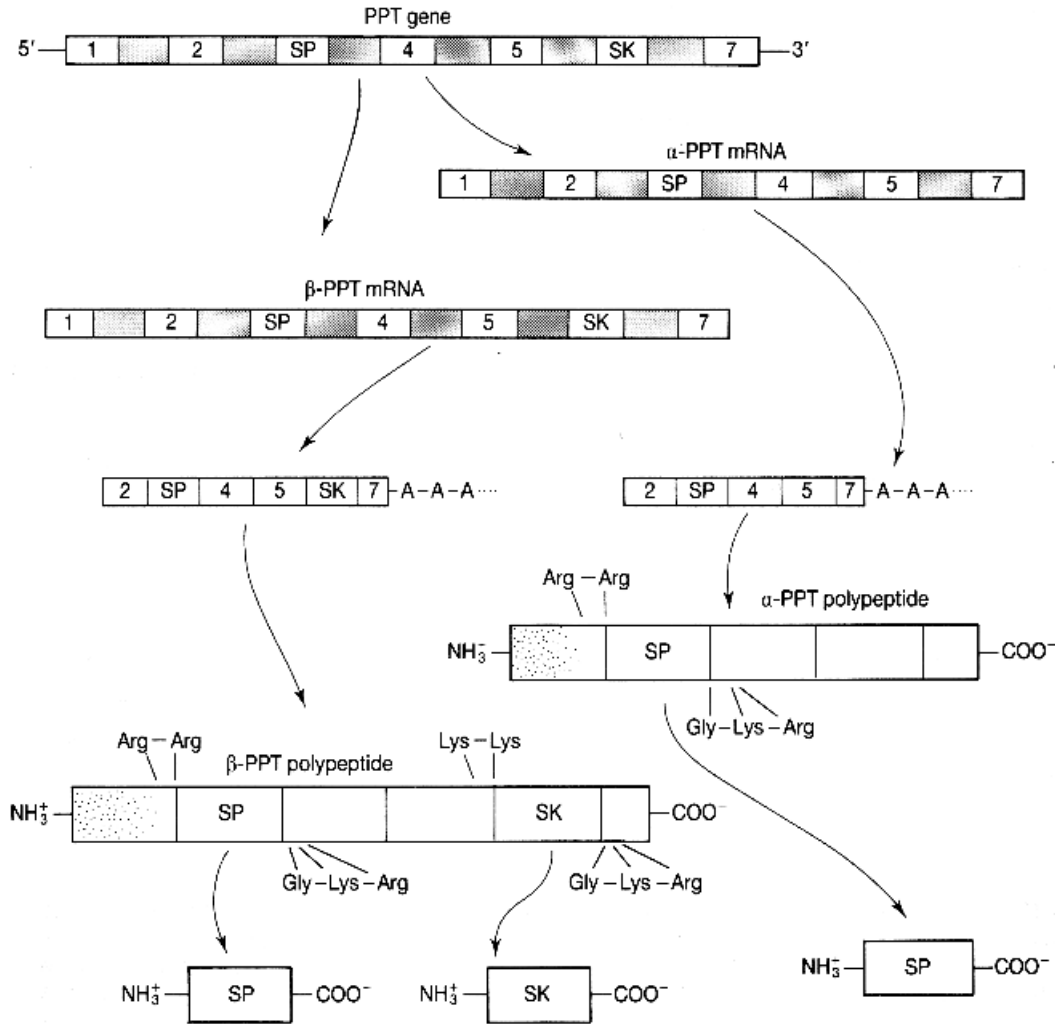 PPT gene
5′ 1 2 SP 4 5 SK 7 3′
α-PPT mRNA
1 2 SP 4 5 7
β-PPT mRNA
1 2 SP 4 5 SK 7
2 SP 4 5 SK 7 –A–A–A····
2 SP 4 5 7 –A–A–A····
Arg–Arg
α-PPT polypeptide
NH₃⁻ SP COO⁻
Gly–Lys–Arg
Arg–Arg
Lys–Lys
β-PPT polypeptide
NH₃⁺ SP SK COO⁻
Gly–Lys–Arg
Gly–Lys–Arg
NH₃⁻ SP COO⁻
NH₃⁺ SP COO⁻
NH₃⁺ SK COO⁻